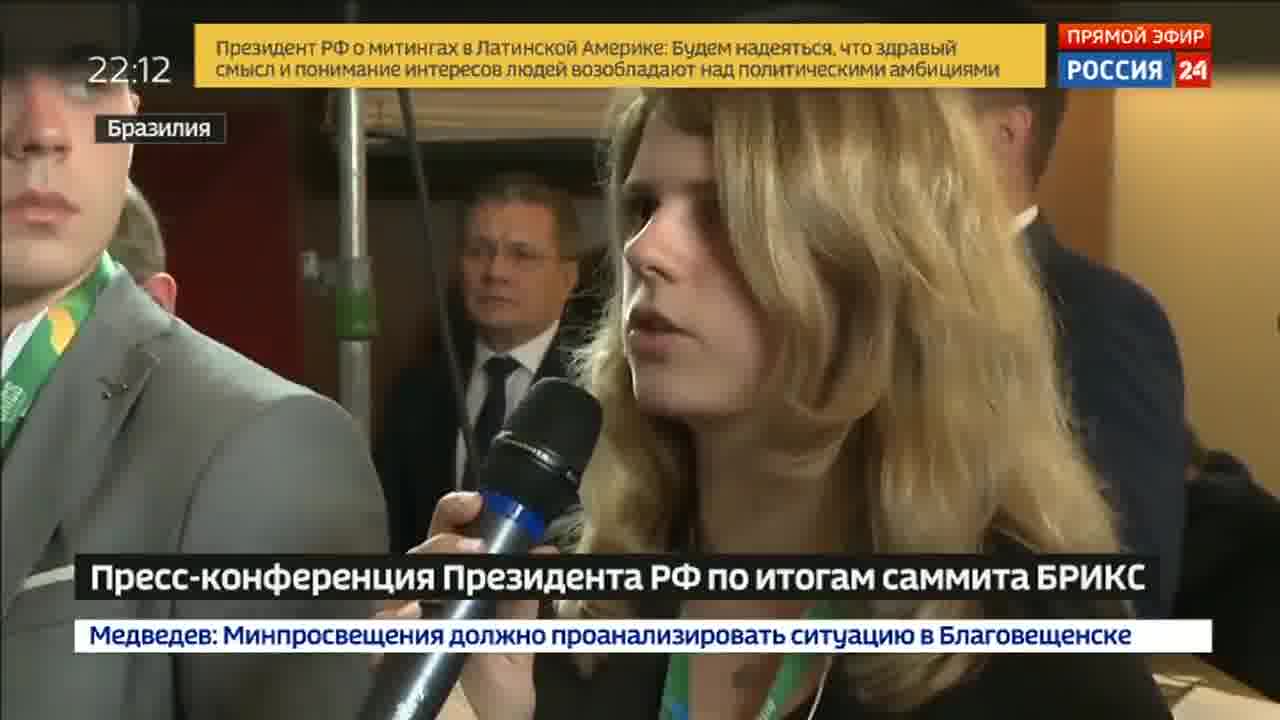 22:12
Президент РФ о митингах в Латинской Америке: Будем надеяться, что здравый
смысл и понимание интересов людей возобладают над политическими амбициями
ПРЯМОЙ ЭФИР
РОССИЯ 24
Бразилия
Пресс-конференция Президента РФ по итогам саммита БРИКС
Медведев: Минпросвещения должно проанализировать ситуацию в Благовещенске